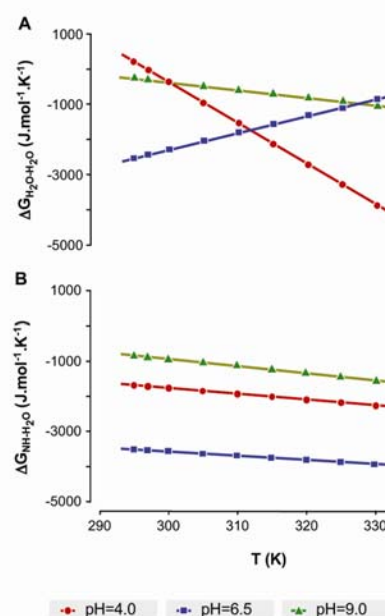 A
1000
-1000
-3000
-5000
ΔG_H₂O-H₂O (J.mol⁻¹.K⁻¹)
B
1000
-1000
-3000
-5000
ΔG_NH-H₂O (J.mol⁻¹.K⁻¹)
290 300 310 320 330
T (K)
pH=4.0 pH=6.5 pH=9.0